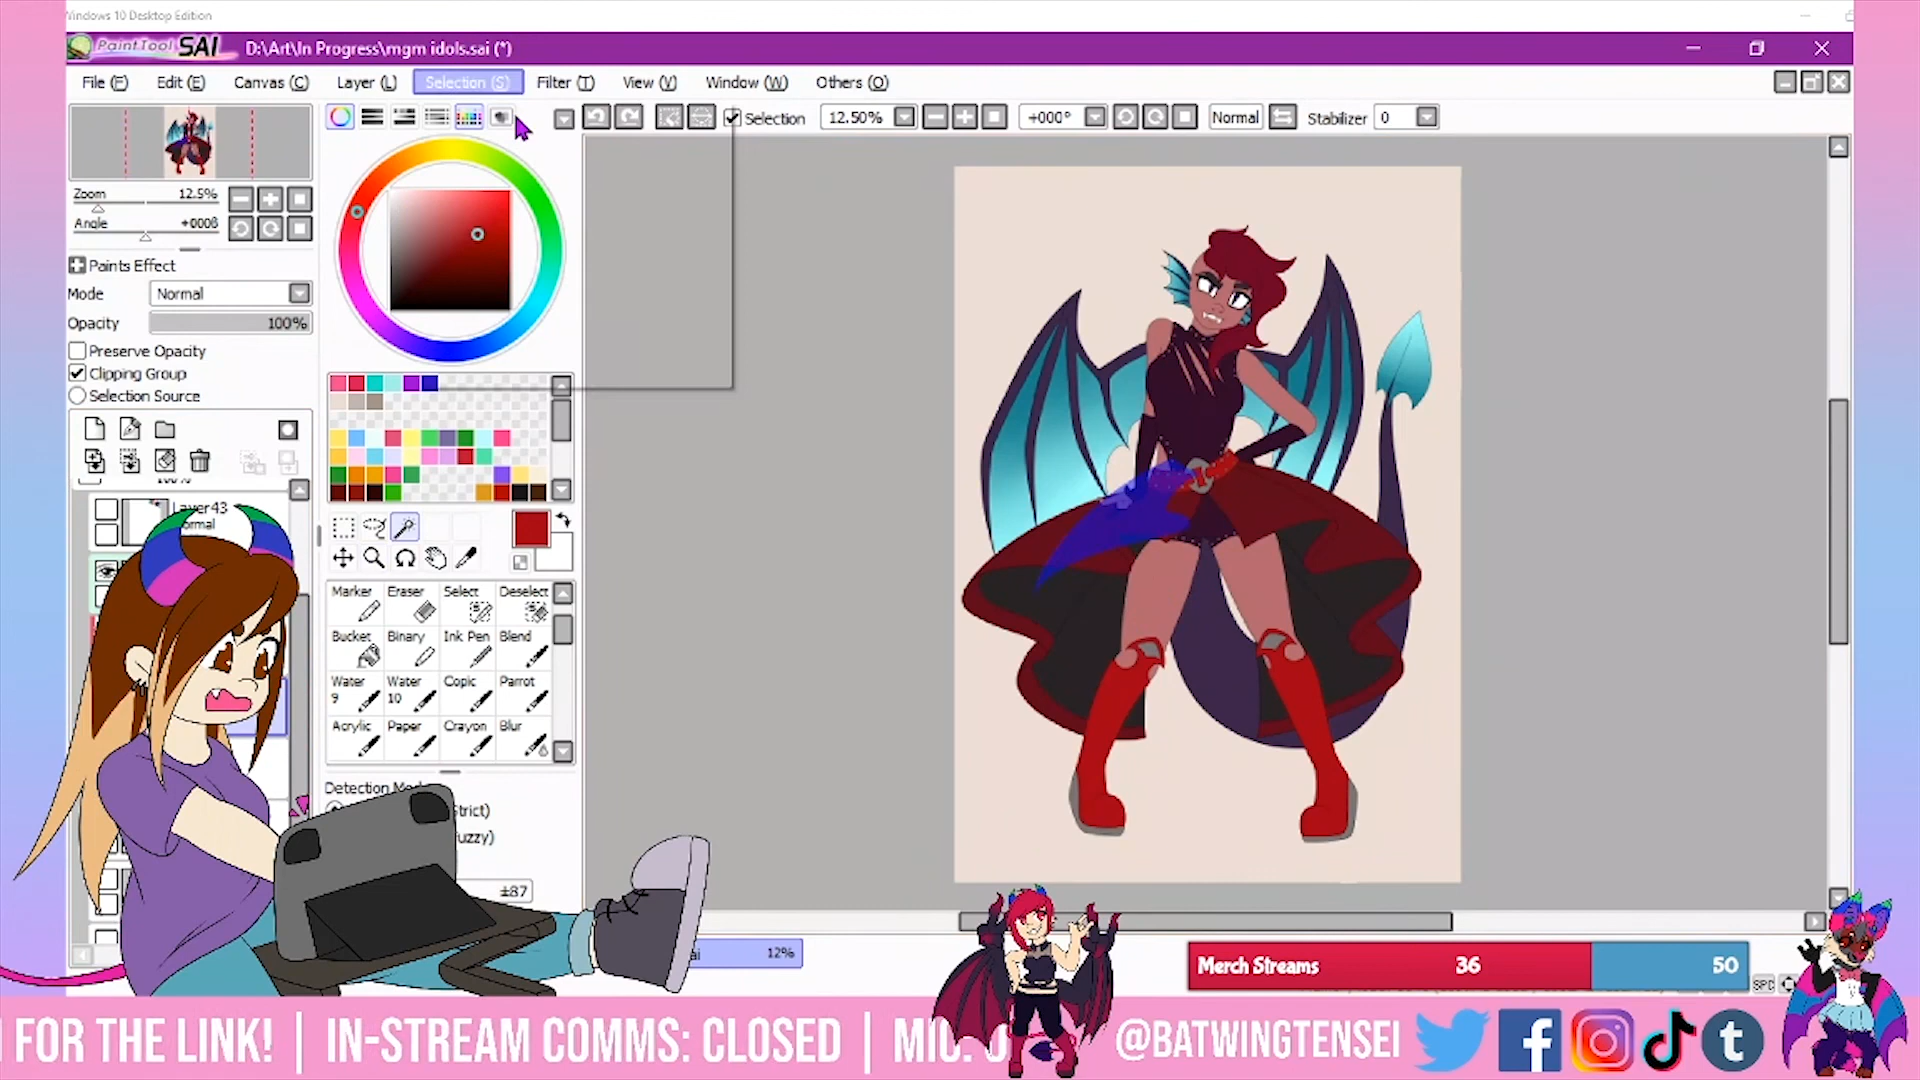 Windows 10 Desktop Edition
PaintTool SAI D:\Art\In Progress\mgm idols.sai (*)
File (F) Edit (E) Canvas (C) Layer (L) Selection (S) Filter (T) View (V) Window (W) Others (O)
Selection 12.50% +000° Normal Stabilizer 0
Zoom 12.5%
Angle
Paints Effect
Mode Normal
Opacity 100%
Preserve Opacity
Clipping Group
Selection Source
Layer43
Marker Eraser Select Deselect
Bucket Binary Ink Pen Blend
Water 9 Water 10 Copic Parrot
Acrylic Paper Crayon Blur
Detection
±87
12%
Merch Streams 36 50
SPC
FOR THE LINK! | IN-STREAM COMMS: CLOSED | MIC: @BATWINGTENSEI